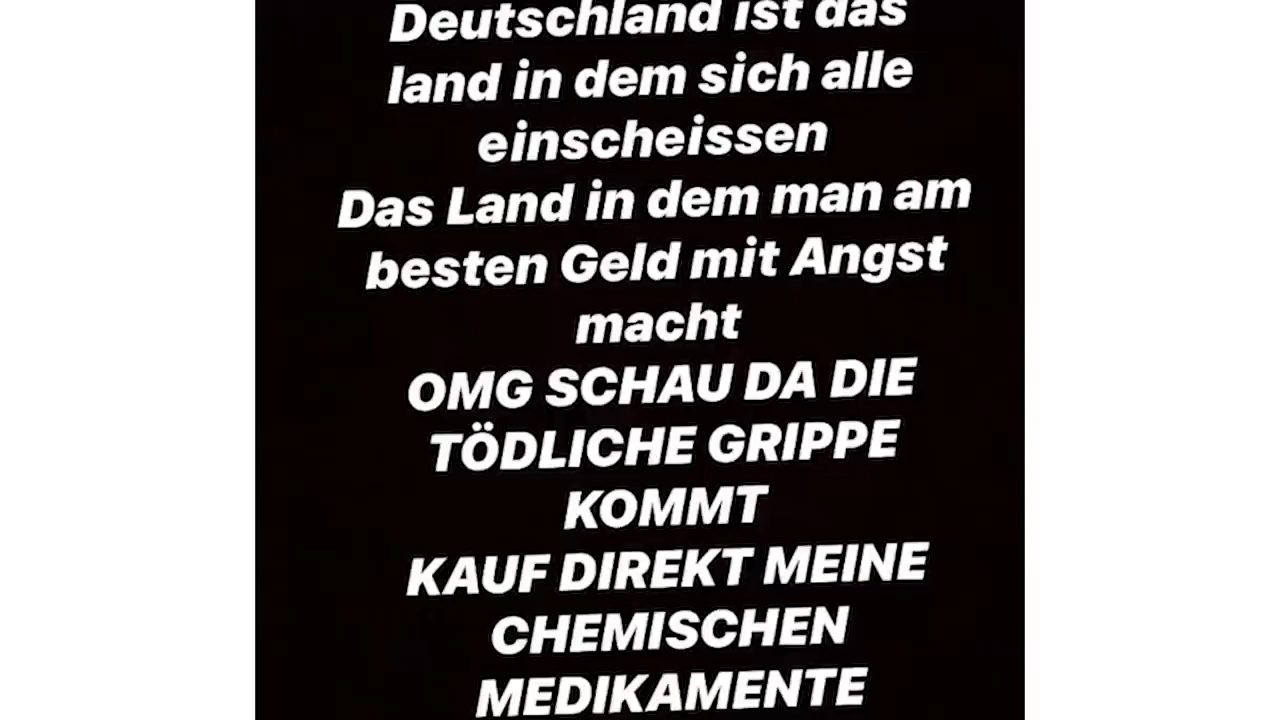 Deutschland ist das
land in dem sich alle
einscheissen
Das Land in dem man am
besten Geld mit Angst
macht
OMG SCHAU DA DIE
TÖDLICHE GRIPPE
KOMMT
KAUF DIREKT MEINE
CHEMISCHEN
MEDIKAMENTE